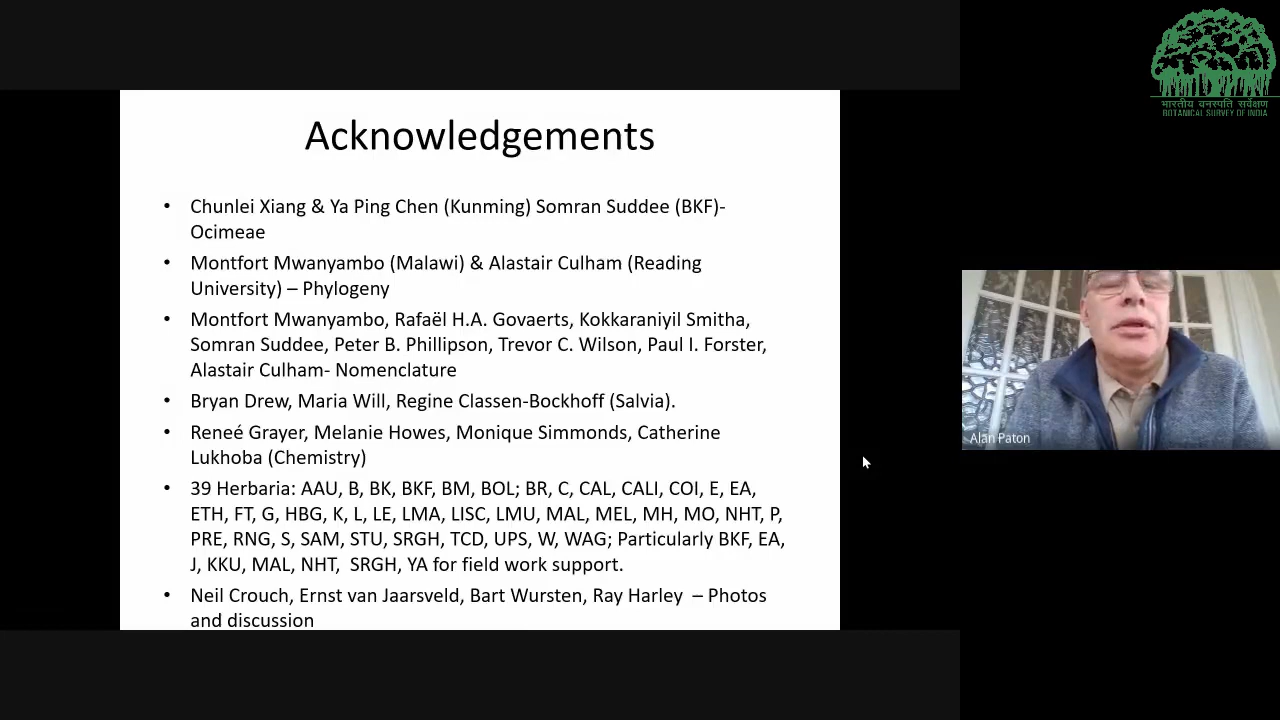 Acknowledgements
• Chunlei Xiang & Ya Ping Chen (Kunming) Somran Suddee (BKF)-
Ocimeae
• Montfort Mwanyambo (Malawi) & Alastair Culham (Reading
University) – Phylogeny
• Montfort Mwanyambo, Rafaël H.A. Govaerts, Kokkaraniyil Smitha,
Somran Suddee, Peter B. Phillipson, Trevor C. Wilson, Paul I. Forster,
Alastair Culham- Nomenclature
• Bryan Drew, Maria Will, Regine Classen-Bockhoff (Salvia).
• Reneé Grayer, Melanie Howes, Monique Simmonds, Catherine
Lukhoba (Chemistry)
• 39 Herbaria: AAU, B, BK, BKF, BM, BOL; BR, C, CAL, CALI, COI, E, EA,
ETH, FT, G, HBG, K, L, LE, LMA, LISC, LMU, MAL, MEL, MH, MO, NHT, P,
PRE, RNG, S, SAM, STU, SRGH, TCD, UPS, W, WAG; Particularly BKF, EA,
J, KKU, MAL, NHT, SRGH, YA for field work support.
• Neil Crouch, Ernst van Jaarsveld, Bart Wursten, Ray Harley – Photos
and discussion
भारतीय वनस्पति सर्वेक्षण
BOTANICAL SURVEY OF INDIA
Alan Paton